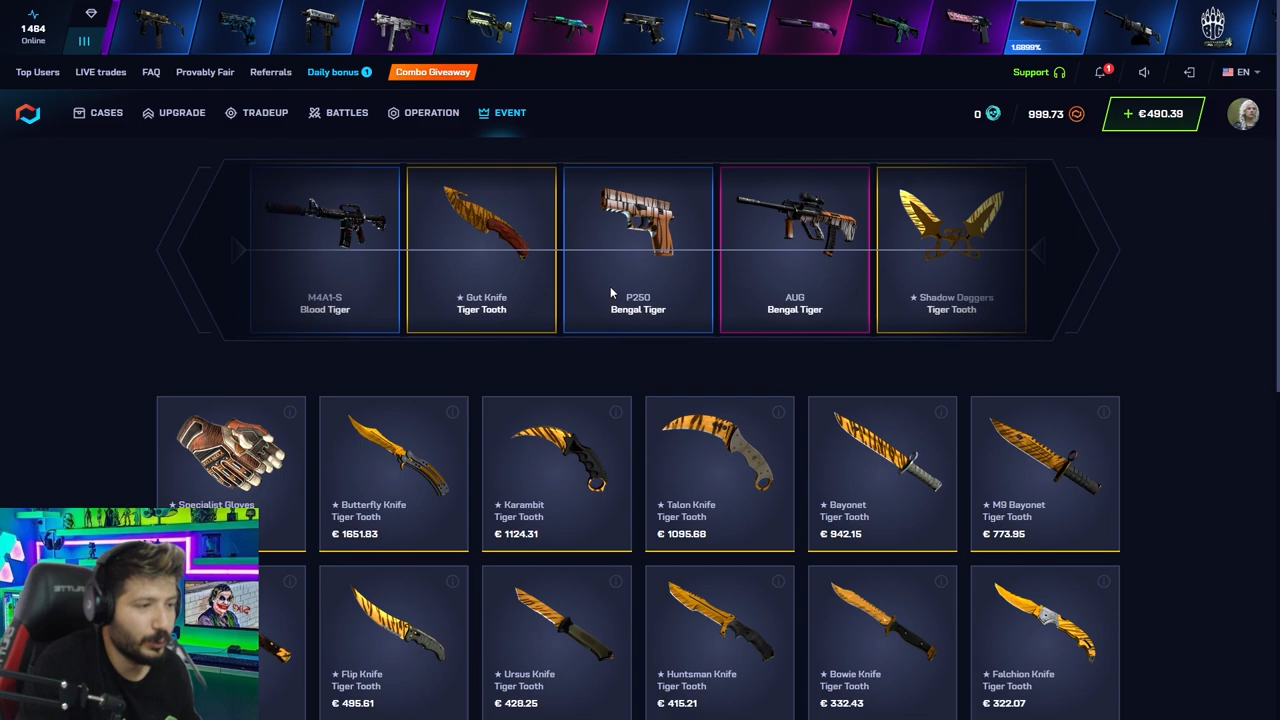 1 464
Online
1.6899%
Top Users
LIVE trades
FAQ
Provably Fair
Referrals
Daily bonus 1
Combo Giveaway
Support
1
EN
CASES
UPGRADE
TRADEUP
BATTLES
OPERATION
EVENT
0
999.73
+ €490.39
M4A1-S
Blood Tiger
★ Gut Knife
Tiger Tooth
P250
Bengal Tiger
AUG
Bengal Tiger
★ Shadow Daggers
Tiger Tooth
★ Specialist Gloves
★ Butterfly Knife
Tiger Tooth
€ 1651.83
★ Karambit
Tiger Tooth
€ 1124.31
★ Talon Knife
Tiger Tooth
€ 1095.68
★ Bayonet
Tiger Tooth
€ 942.15
★ M9 Bayonet
Tiger Tooth
€ 773.95
★ Flip Knife
Tiger Tooth
€ 495.61
★ Ursus Knife
Tiger Tooth
€ 428.25
★ Huntsman Knife
Tiger Tooth
€ 415.21
★ Bowie Knife
Tiger Tooth
€ 332.43
★ Falchion Knife
Tiger Tooth
€ 322.07